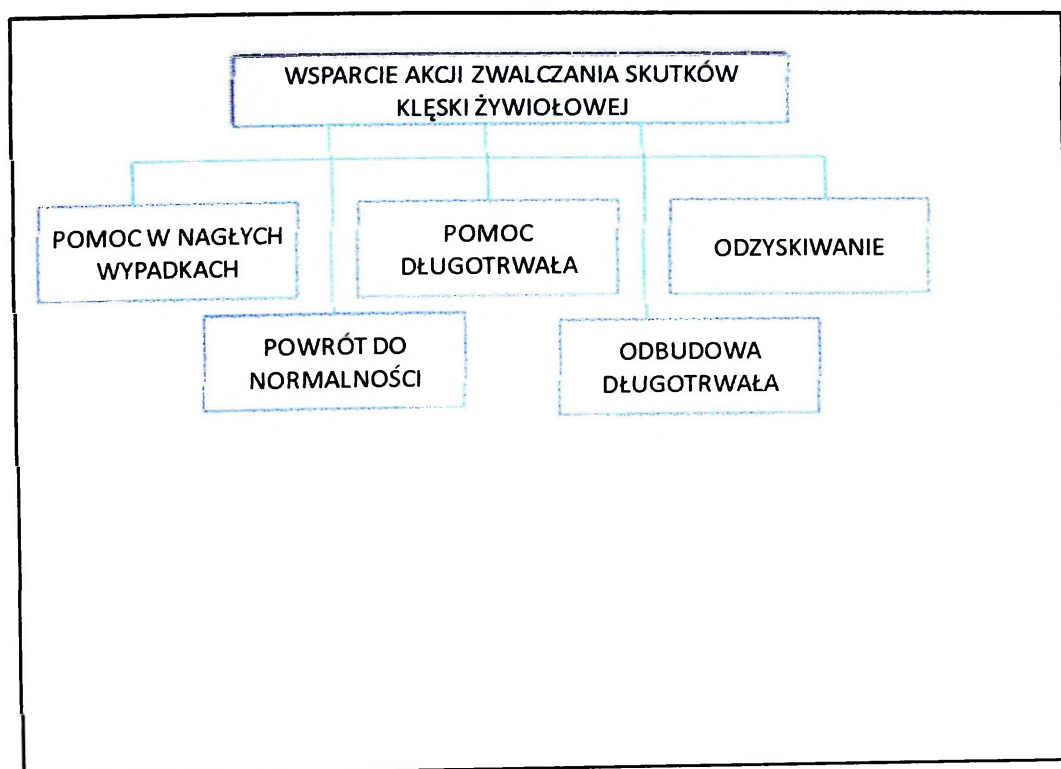 WSPARCIE AKCJI ZWALCZANIA SKUTKÓW
KLĘSKI ŻYWIOŁOWEJ
POMOC W NAGŁYCH
WYPADKACH
POMOC
DŁUGOTRWAŁA
ODZYSKIWANIE
POWRÓT DO
NORMALNOŚCI
ODBUDOWA
DŁUGOTRWAŁA